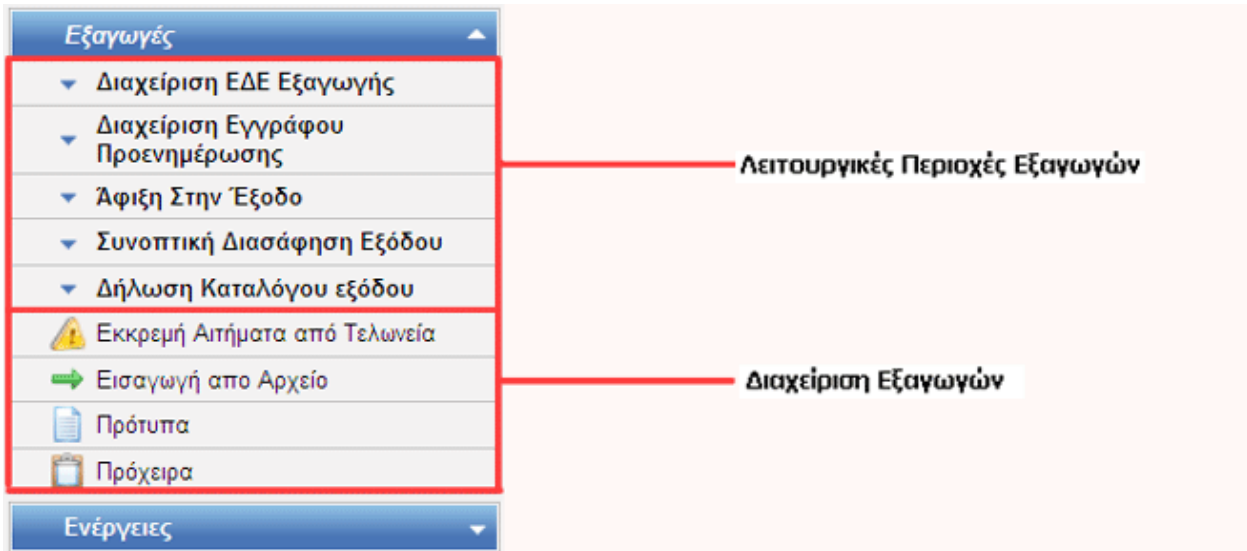 Εξαγωγές
Διαχείριση ΕΔΕ Εξαγωγής
Διαχείριση Εγγράφου
Προενημέρωσης
Άφιξη Στην Έξοδο
Συνοπτική Διασάφηση Εξόδου
Δήλωση Καταλόγου εξόδου
Εκκρεμή Αιτήματα από Τελωνεία
Εισαγωγή απο Αρχείο
Πρότυπα
Πρόχειρα
Ενέργειες
Λειτουργικές Περιοχές Εξαγωγών
Διαχείριση Εξαγωγών